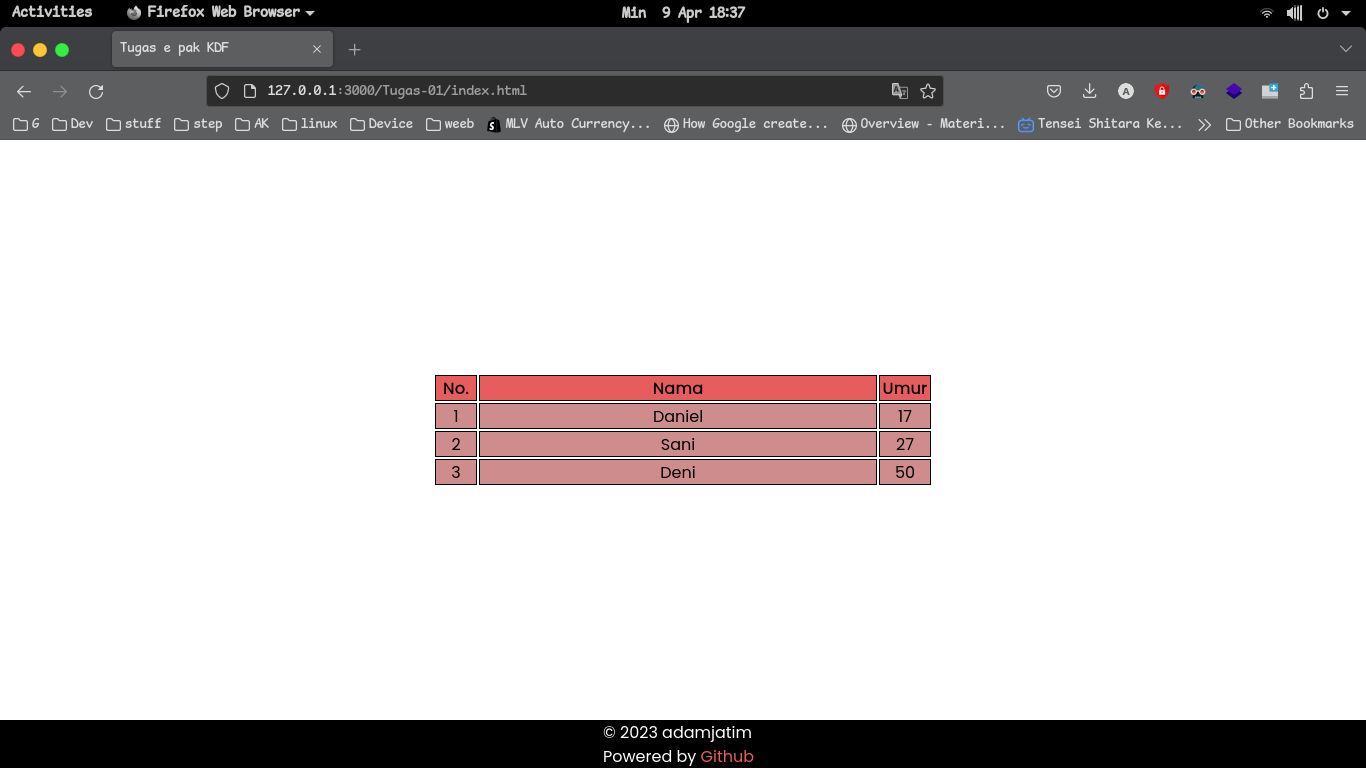 Activities Firefox Web Browser Min 9 Apr 18:37
Tugas e pak KDF
127.0.0.1:3000/Tugas-01/index.html
G Dev stuff step AK linux Device weeb MLV Auto Currency... How Google create... Overview - Materi... Tensei Shitara Ke... Other Bookmarks
No. Nama Umur
1 Daniel 17
2 Sani 27
3 Deni 50
© 2023 adamjatim
Powered by Github